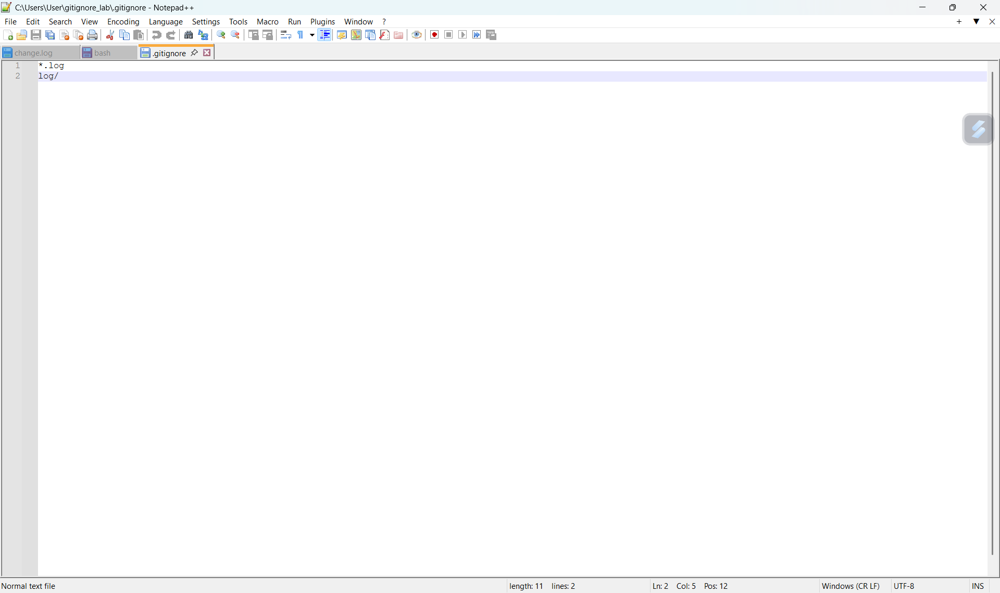 C:\Users\User\gitignore_lab\.gitignore - Notepad++
File Edit Search View Encoding Language Settings Tools Macro Run Plugins Window ?
change.log bash .gitignore
1 *.log
2 log/
Normal text file length: 11 lines: 2 Ln: 2 Col: 5 Pos: 12 Windows (CR LF) UTF-8 INS